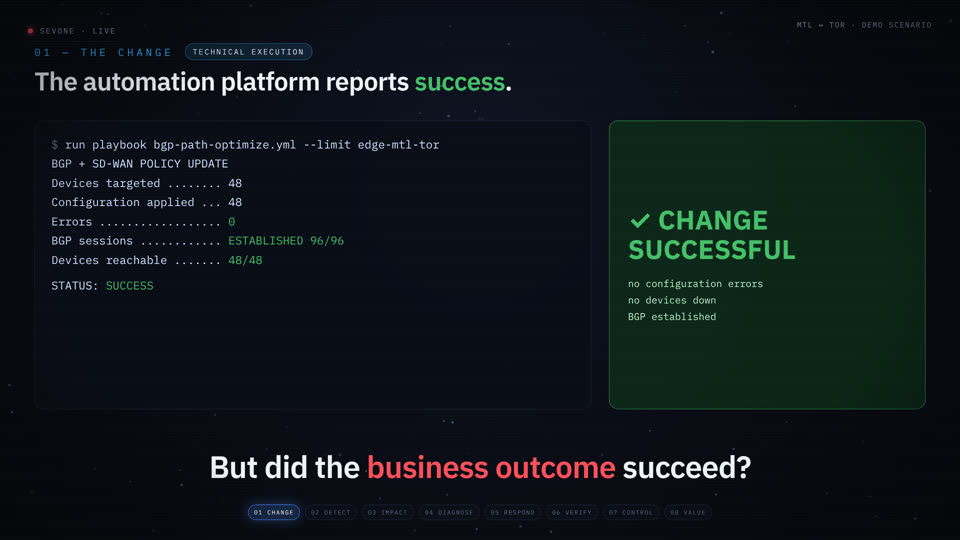 SEVONE · LIVE
MTL ↔ TOR · DEMO SCENARIO
01 — THE CHANGE
TECHNICAL EXECUTION
The automation platform reports success.
$ run playbook bgp-path-optimize.yml --limit edge-mtl-tor
BGP + SD-WAN POLICY UPDATE
Devices targeted ........ 48
Configuration applied ... 48
Errors .................. 0
BGP sessions ............ ESTABLISHED 96/96
Devices reachable ....... 48/48
STATUS: SUCCESS
✓ CHANGE
SUCCESSFUL
no configuration errors
no devices down
BGP established
But did the business outcome succeed?
01 CHANGE
02 DETECT
03 IMPACT
04 DIAGNOSE
05 RESPOND
06 VERIFY
07 CONTROL
08 VALUE